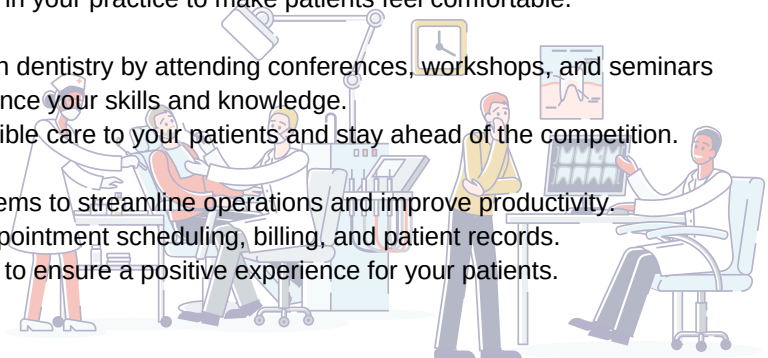 in your practice to make patients feel comfortable.
n dentistry by attending conferences, workshops, and seminars
nce your skills and knowledge.
ible care to your patients and stay ahead of the competition.
ems to streamline operations and improve productivity.
pointment scheduling, billing, and patient records.
to ensure a positive experience for your patients.